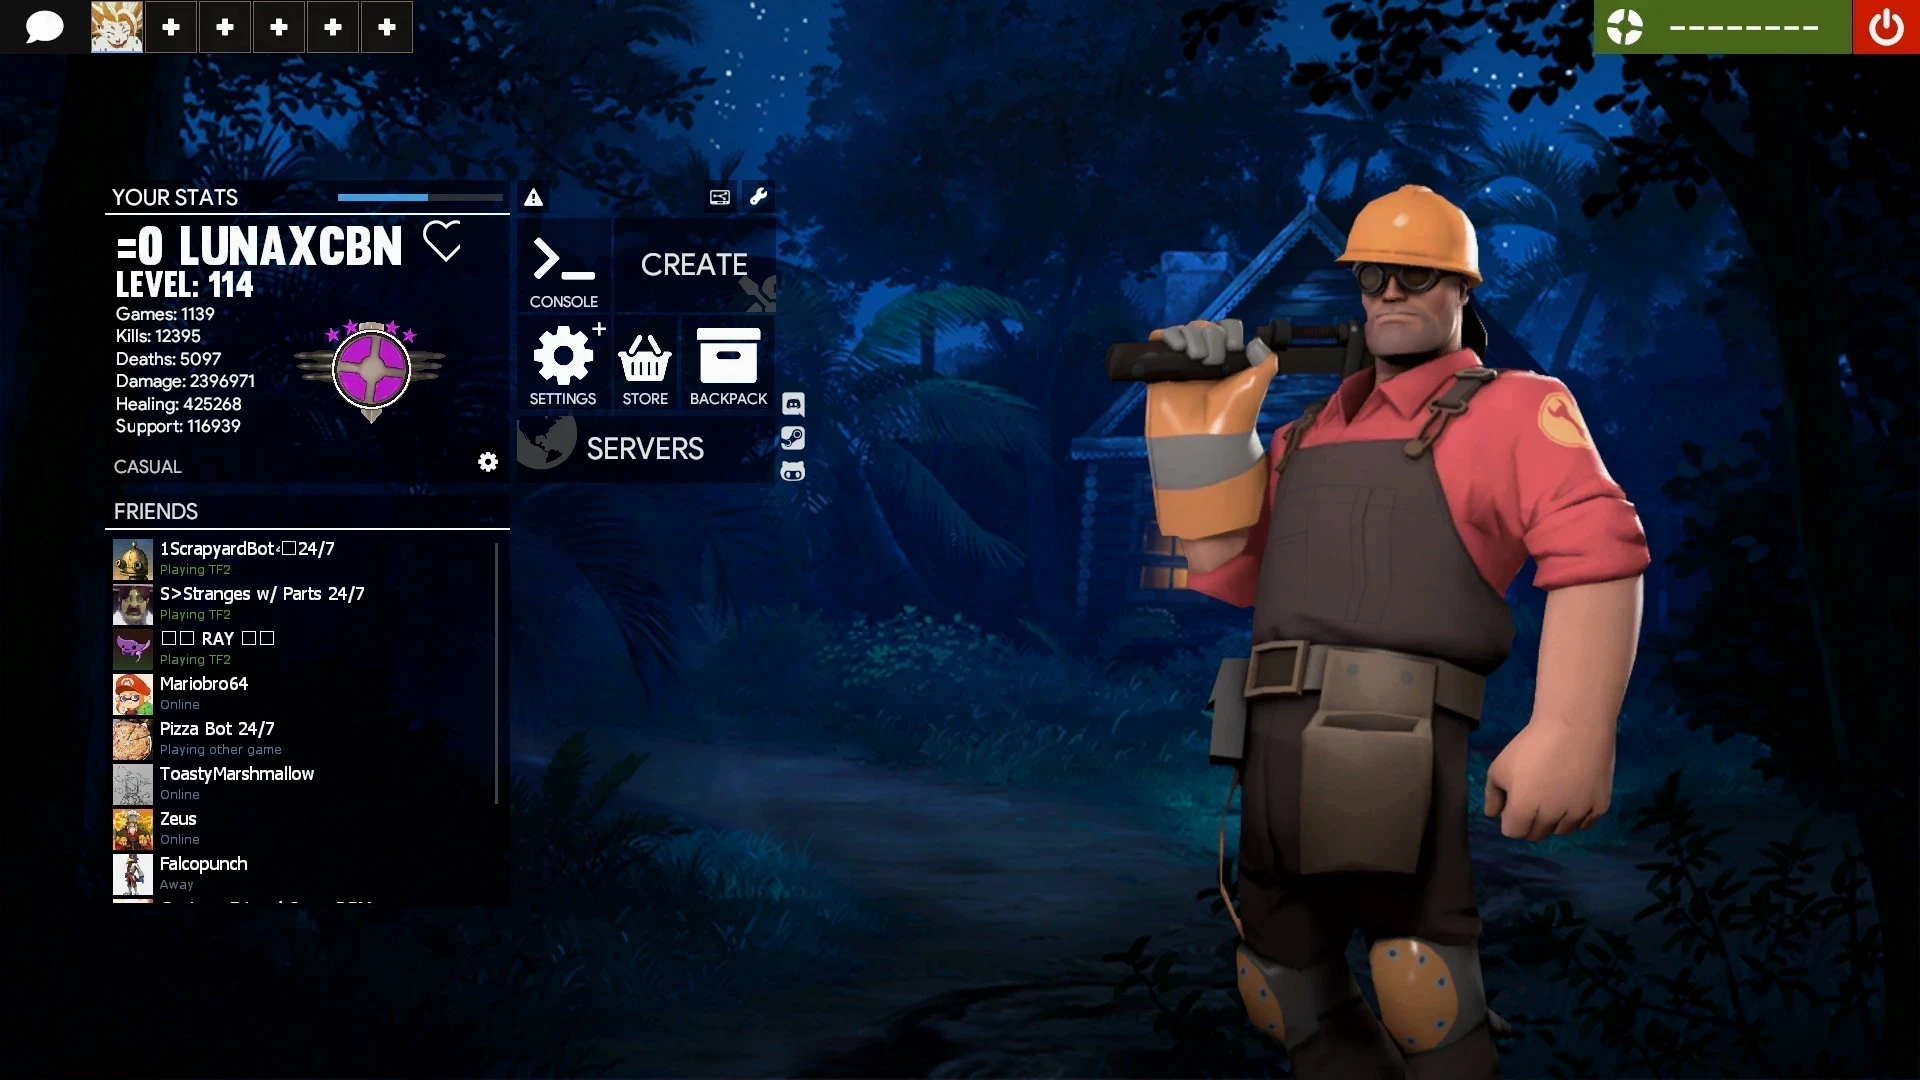 YOUR STATS
=0 LUNAXCBN ♡
LEVEL: 114
Games: 1139
Kills: 12395
Deaths: 5097
Damage: 2396971
Healing: 425268
Support: 116939
CASUAL
CONSOLE
CREATE
SETTINGS
STORE
BACKPACK
SERVERS
FRIENDS
1ScrapyardBot‹□24/7
Playing TF2
S>Stranges w/ Parts 24/7
Playing TF2
□□ RAY □□
Playing TF2
Mariobro64
Online
Pizza Bot 24/7
Playing other game
ToastyMarshmallow
Online
Zeus
Online
Falcopunch
Away